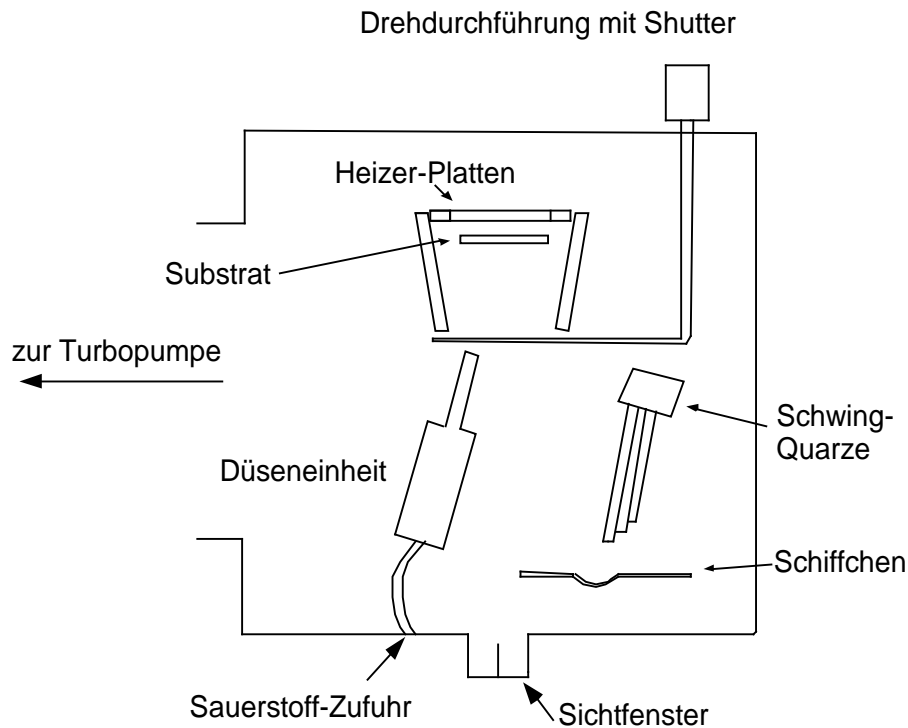 Drehdurchführung mit Shutter
Heizer-Platten
Substrat
zur Turbopumpe
Schwing-
Quarze
Düseneinheit
Schiffchen
Sauerstoff-Zufuhr
Sichtfenster